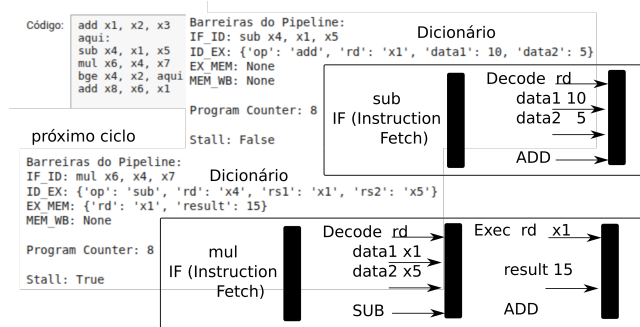 Código:
add x1, x2, x3
aqui:
sub x4, x1, x5
mul x6, x4, x7
bge x4, x2, aqui
add x8, x6, x1
Barreiras do Pipeline:
IF_ID: sub x4, x1, x5
ID_EX: {'op': 'add', 'rd': 'x1', 'data1': 10, 'data2': 5}
EX_MEM: None
MEM_WB: None
Program Counter: 8
Stall: False
Dicionário
sub
IF (Instruction
Fetch)
Decode rd
data1 10
data2 5
ADD
próximo ciclo
Barreiras do Pipeline:
IF_ID: mul x6, x4, x7
ID_EX: {'op': 'sub', 'rd': 'x4', 'rs1': 'x1', 'rs2': 'x5'}
EX_MEM: {'rd': 'x1', 'result': 15}
MEM_WB: None
Program Counter: 8
Stall: True
Dicionário
mul
IF (Instruction
Fetch)
Decode rd
data1 x1
data2 x5
SUB
Exec rd x1
result 15
ADD